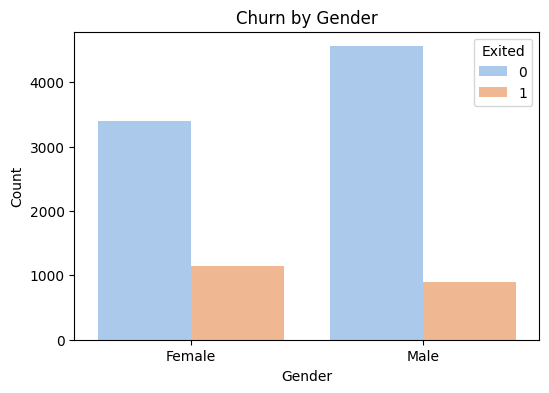 Churn by Gender
Exited
0
1
4000
3000
2000
1000
0
Count
Female
Male
Gender